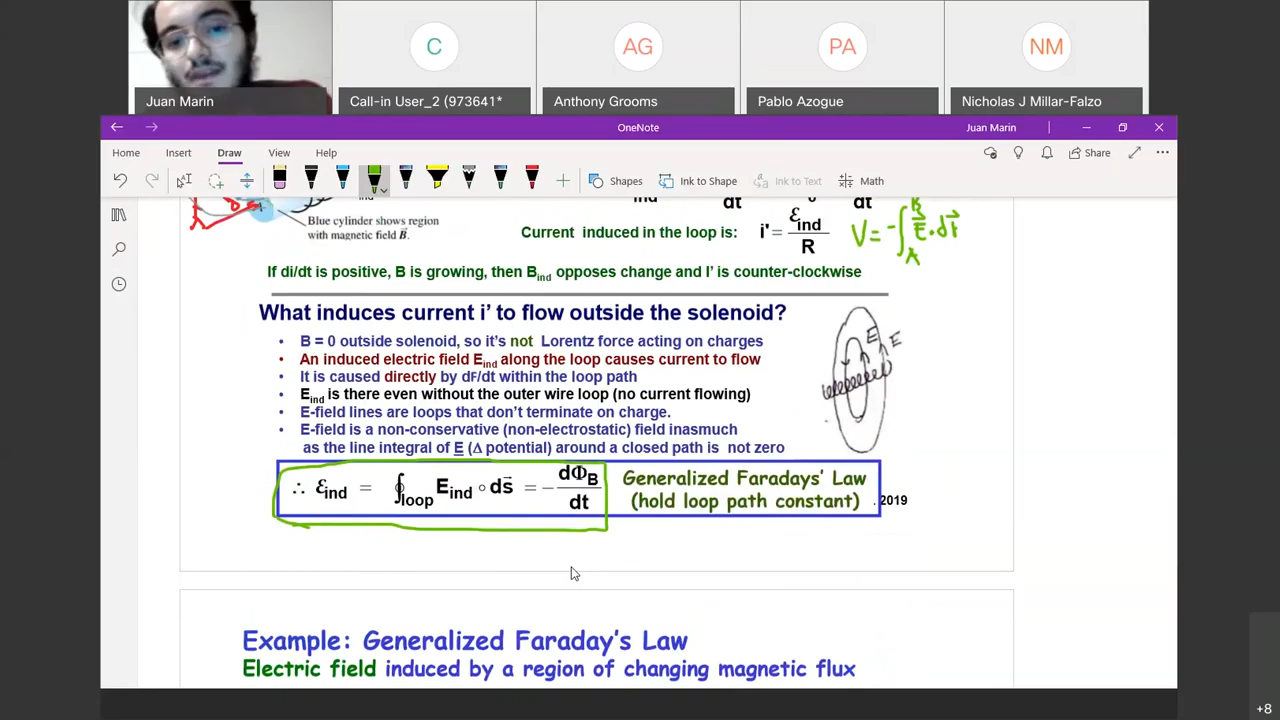 C
AG
PA
NM
Juan Marin
Call-in User_2 (973641*
Anthony Grooms
Pablo Azogue
Nicholas J Millar-Falzo
OneNote
Juan Marin
Home
Insert
Draw
View
Help
Share
Shapes
Ink to Shape
Ink to Text
Math
ind
dt
dt
Blue cylinder shows region
with magnetic field B⃗.
Current induced in the loop is: i' = ℰind / R
V = -∫_A^B E⃗ . dr⃗
If di/dt is positive, B is growing, then Bind opposes change and I' is counter-clockwise
What induces current i' to flow outside the solenoid?
• B = 0 outside solenoid, so it's not Lorentz force acting on charges
• An induced electric field Eind along the loop causes current to flow
• It is caused directly by dF/dt within the loop path
• Eind is there even without the outer wire loop (no current flowing)
• E-field lines are loops that don't terminate on charge.
• E-field is a non-conservative (non-electrostatic) field inasmuch
as the line integral of E (Δ potential) around a closed path is not zero
E
E
∴ ℰind = ∮loop Eind ∘ ds⃗ = − dΦB / dt
Generalized Faradays' Law
(hold loop path constant)
. 2019
Example: Generalized Faraday's Law
Electric field induced by a region of changing magnetic flux
+8